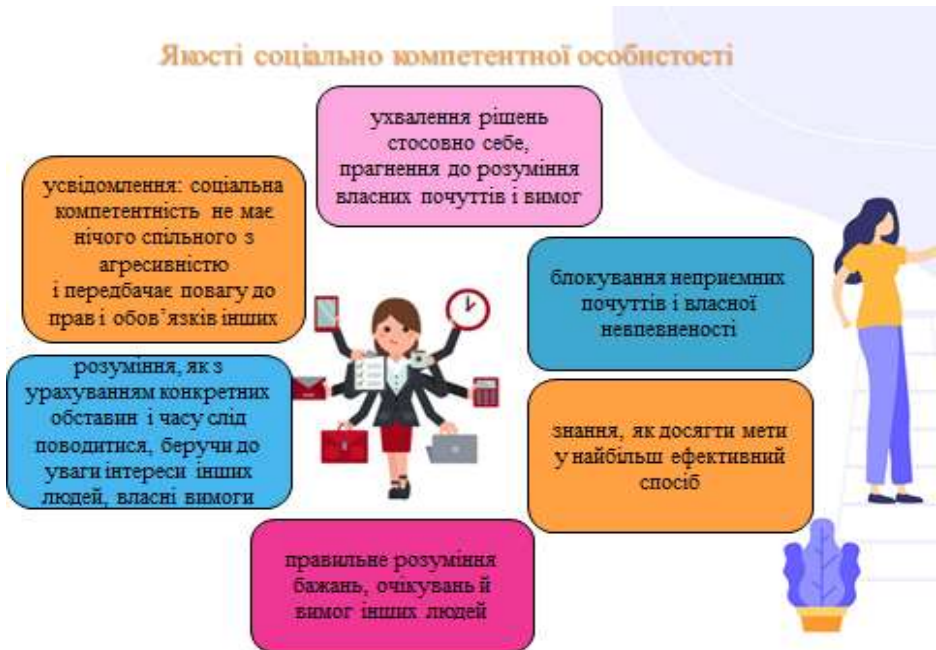 Якості соціально компетентної особистості
ухвалення рішень
стосовно себе,
прагнення до розуміння
власних почуттів і вимог
усвідомлення: соціальна
компетентність не має
нічого спільного з
агресивністю
і передбачає повагу до
прав і обов’язків інших
блокування неприємних
почуттів і власної
невпевненості
розуміння, як з
урахуванням конкретних
обставин і часу слід
поводитися, беручи до
уваги інтереси інших
людей, власні вимоги
знання, як досягти мети
у найбільш ефективний
спосіб
правильне розуміння
бажань, очікувань й
вимог інших людей